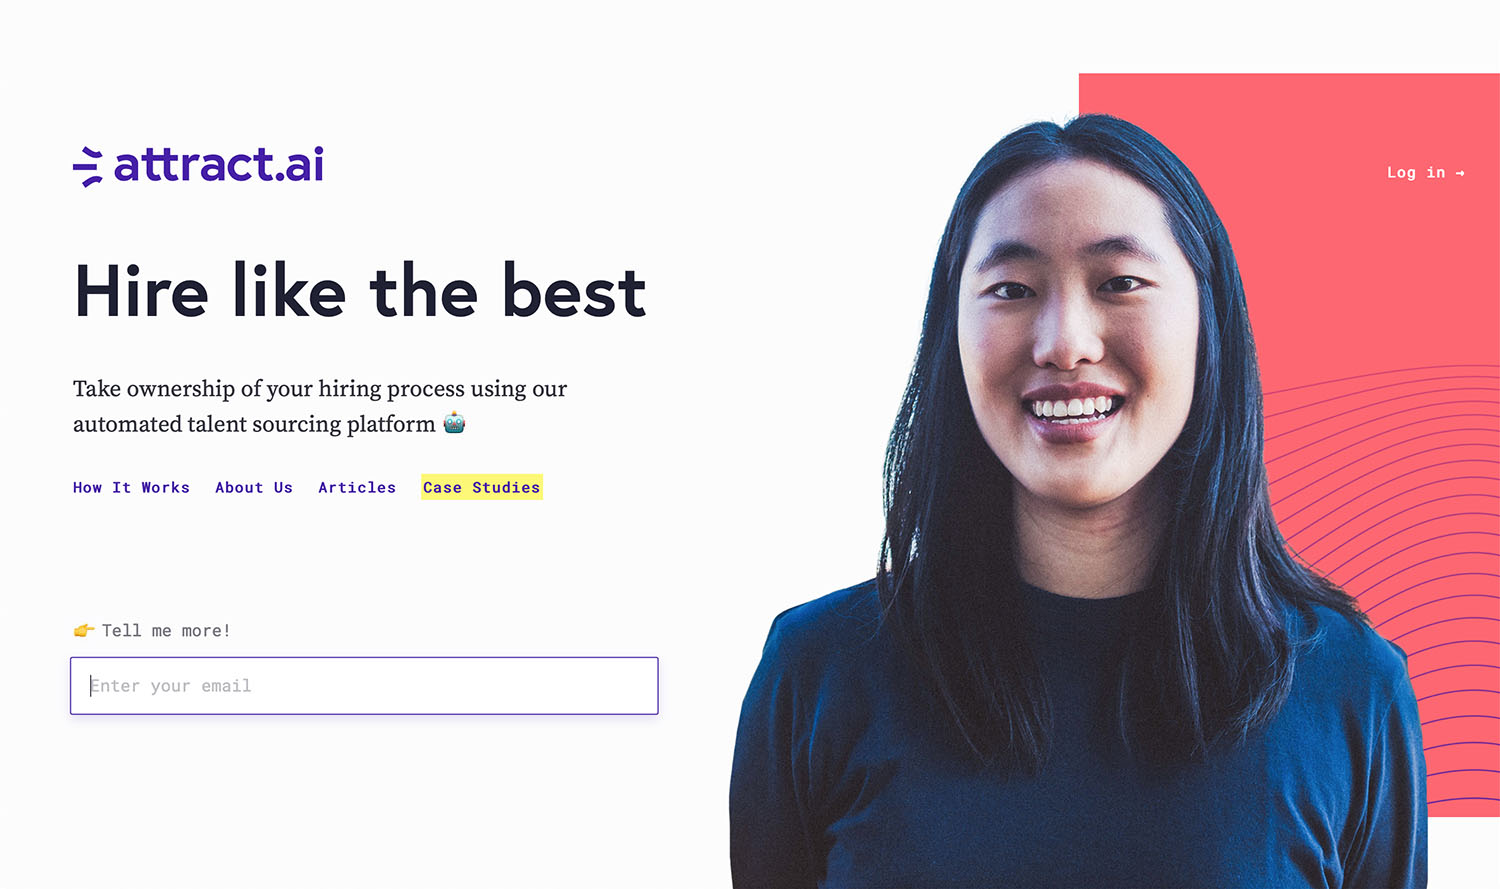 attract.ai
Log in →
Hire like the best
Take ownership of your hiring process using our
automated talent sourcing platform 🤖
How It Works About Us Articles Case Studies
👉 Tell me more!
Enter your email